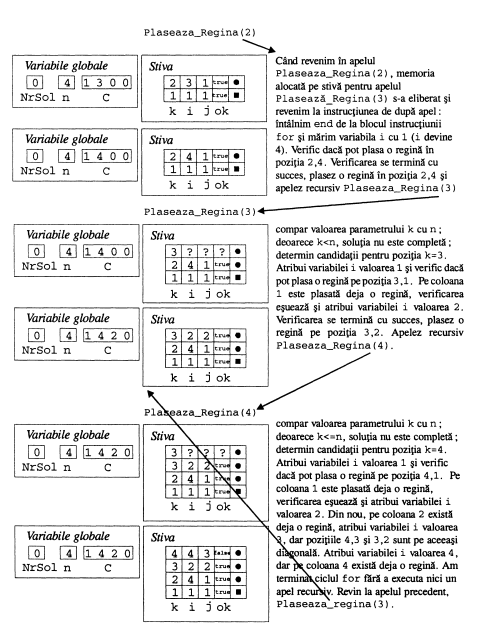 Plaseaza_Regina(2)
Variabile globale
0 4 1 3 0 0
NrSol n C
Stiva
2 3 1 true ●
1 1 1 true ■
k i j ok
Variabile globale
0 4 1 4 0 0
NrSol n C
Stiva
2 4 1 true ●
1 1 1 true ■
k i j ok
Când revenim în apelul
Plaseaza_Regina(2), memoria
alocată pe stivă pentru apelul
Plasează_Regina(3) s-a eliberat şi
revenim la instrucţiunea de după apel :
întâlnim end de la blocul instrucţiunii
for şi mărim variabila i cu 1 (i devine
4). Verific dacă pot plasa o regină în
poziţia 2,4. Verificarea se termină cu
succes, plasez o regină în poziţia 2,4 şi
apelez recursiv Plaseaza_Regina(3)
Plaseaza_Regina(3)
Variabile globale
0 4 1 4 0 0
NrSol n C
Stiva
3 ? ? ? ●
2 4 1 true ●
1 1 1 true ■
k i j ok
Variabile globale
0 4 1 4 2 0
NrSol n C
Stiva
3 2 2 true ●
2 4 1 true ●
1 1 1 true ■
k i j ok
compar valoarea parametrului k cu n ;
deoarece k<n, soluţia nu este completă ;
determin candidaţii pentru poziţia k=3.
Atribui variabilei i valoarea 1 şi verific dacă
pot plasa o regină pe poziţia 3,1. Pe coloana
1 este plasată deja o regină, verificarea
eşuează şi atribui variabilei i valoarea 2.
Verificarea se termină cu succes, plasez o
regină pe poziţia 3,2. Apelez recursiv
Plaseaza_Regina(4).
Plaseaza_Regina(4)
Variabile globale
0 4 1 4 2 0
NrSol n C
Stiva
3 ? ? ? ●
3 2 2 true ●
2 4 1 true ●
1 1 1 true ■
k i j ok
Variabile globale
0 4 1 4 2 0
NrSol n C
Stiva
4 4 3 false ●
3 2 2 true ●
2 4 1 true ●
1 1 1 true ■
k i j ok
compar valoarea parametrului k cu n ;
deoarece k<=n, soluţia nu este completă ;
determin candidaţii pentru poziţia k=4.
Atribui variabilei i valoarea 1 şi verific
dacă pot plasa o regină pe poziţia 4,1. Pe
coloana 1 este plasată deja o regină,
verificarea eşuează şi atribui variabilei i
valoarea 2. Din nou, pe coloana 2 există
deja o regină, atribui variabilei i valoarea
3, dar poziţiile 4,3 şi 3,2 sunt pe aceeaşi
diagonală. Atribui variabilei i valoarea 4,
dar pe coloana 4 există deja o regină. Am
terminat ciclul for fără a executa nici un
apel recursiv. Revin la apelul precedent,
Plaseaza_regina(3).